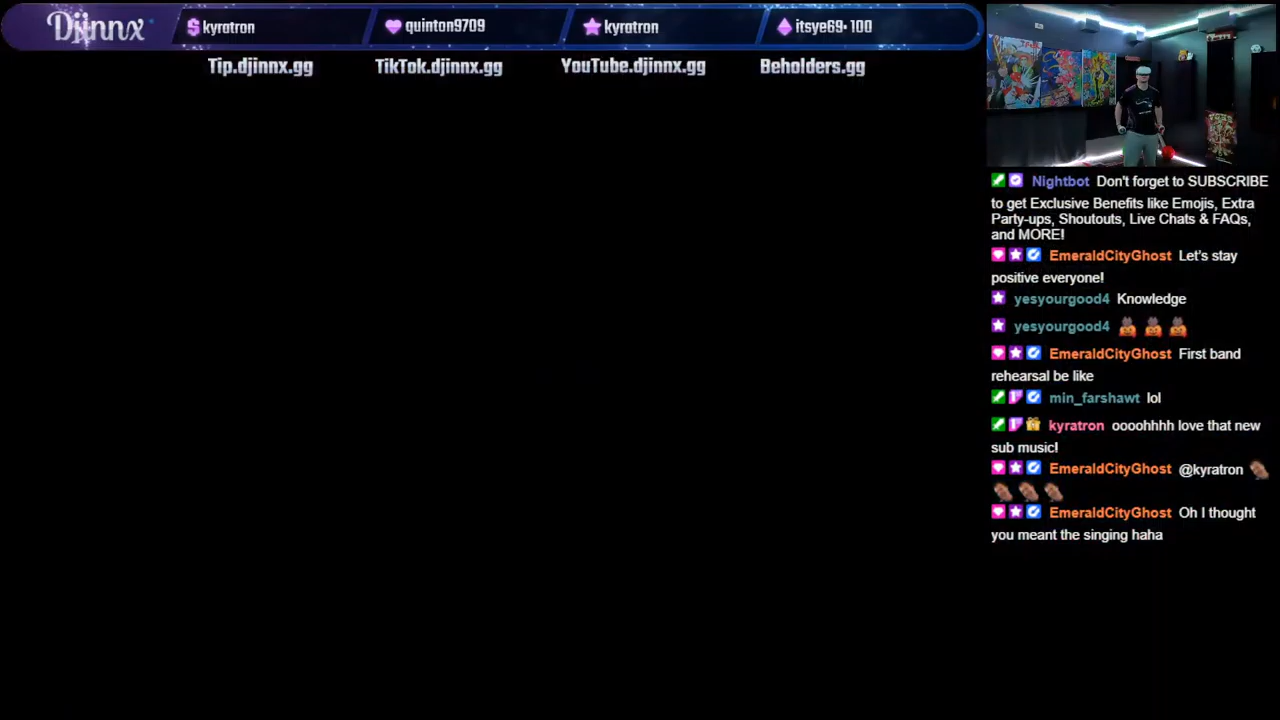 Djinnx
kyratron
quinton9709
kyratron
itsye69• 100
Tip.djinnx.gg
TikTok.djinnx.gg
YouTube.djinnx.gg
Beholders.gg
Nightbot Don't forget to SUBSCRIBE
to get Exclusive Benefits like Emojis, Extra
Party-ups, Shoutouts, Live Chats & FAQs,
and MORE!
EmeraldCityGhost Let's stay
positive everyone!
yesyourgood4 Knowledge
yesyourgood4
EmeraldCityGhost First band
rehearsal be like
min_farshawt lol
kyratron oooohhhh love that new
sub music!
EmeraldCityGhost @kyratron
EmeraldCityGhost Oh I thought
you meant the singing haha